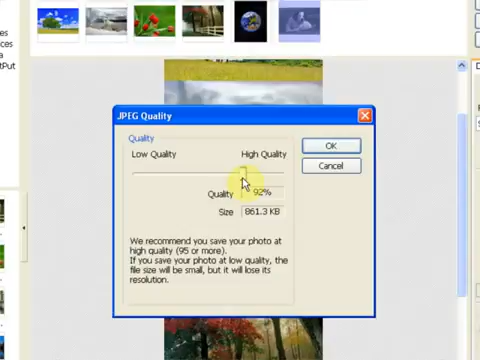 s
ces
a
tPut
JPEG Quality
Quality
Low Quality High Quality
OK
Cancel
Quality 92%
Size 861.3 KB
We recommend you save your photo at
high quality (95 or more).
If you save your photo at low quality, the
file size will be small, but it will lose its
resolution.